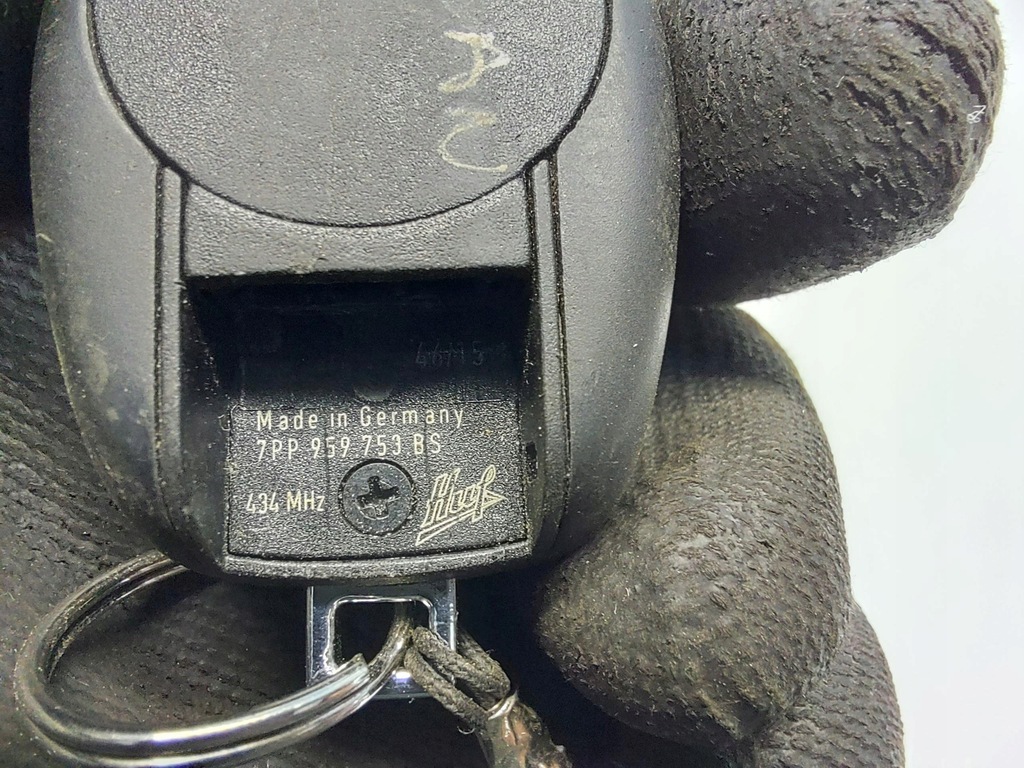 Made in Germany
7PP 959 753 BS
434 MHz
Huf